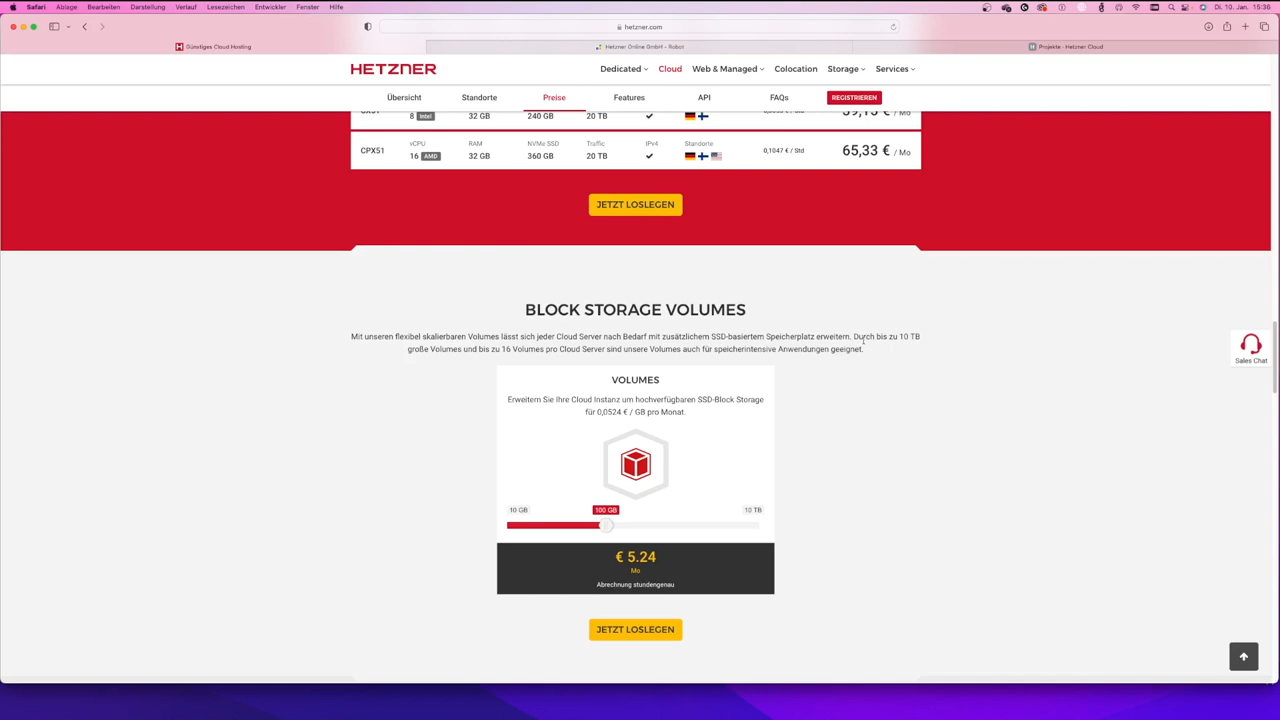 Safari Ablage Bearbeiten Darstellung Verlauf Lesezeichen Entwickler Fenster Hilfe Di. 10. Jan. 15:36
hetzner.com
Günstiges Cloud Hosting Hetzner Online GmbH – Robot Projekte · Hetzner Cloud
HETZNER Dedicated Cloud Web & Managed Colocation Storage Services
Übersicht Standorte Preise Features API FAQs REGISTRIEREN
8 Intel 32 GB 240 GB 20 TB / Mo
vCPU RAM NVMe SSD Traffic IPv4 Standorte
CPX51 16 AMD 32 GB 360 GB 20 TB 0,1047 € / Std 65,33 € / Mo
JETZT LOSLEGEN
BLOCK STORAGE VOLUMES
Mit unseren flexibel skalierbaren Volumes lässt sich jeder Cloud Server nach Bedarf mit zusätzlichem SSD-basiertem Speicherplatz erweitern. Durch bis zu 10 TB
große Volumes und bis zu 16 Volumes pro Cloud Server sind unsere Volumes auch für speicherintensive Anwendungen geeignet.
Sales Chat
VOLUMES
Erweitern Sie Ihre Cloud Instanz um hochverfügbaren SSD-Block Storage
für 0,0524 € / GB pro Monat.
10 GB 100 GB 10 TB
€ 5.24
Mo
Abrechnung stundengenau
JETZT LOSLEGEN